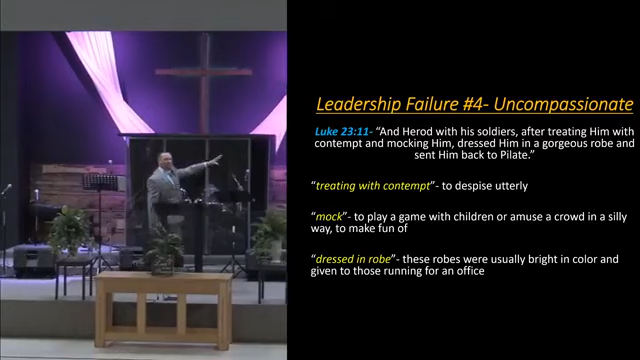 Leadership Failure #4- Uncompassionate
Luke 23:11- “And Herod with his soldiers, after treating Him with
contempt and mocking Him, dressed Him in a gorgeous robe and
sent Him back to Pilate.”
“treating with contempt”- to despise utterly
“mock”- to play a game with children or amuse a crowd in a silly
way, to make fun of
“dressed in robe”- these robes were usually bright in color and
given to those running for an office